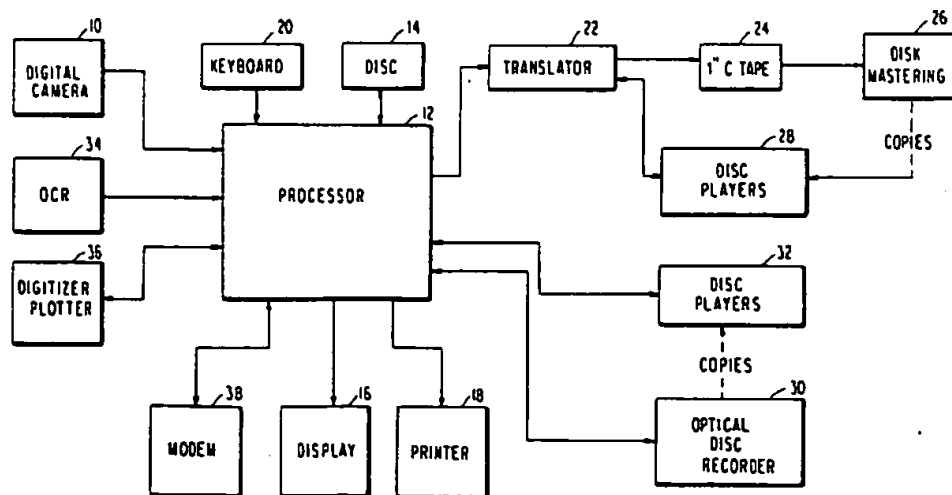 10
DIGITAL
CAMERA
20
KEYBOARD
14
DISC
22
TRANSLATOR
24
1" C TAPE
26
DISK
MASTERING
12
PROCESSOR
COPIES
28
DISC
PLAYERS
34
OCR
36
DIGITIZER
PLOTTER
32
DISC
PLAYERS
COPIES
38
MODEM
16
DISPLAY
18
PRINTER
30
OPTICAL
DISC
RECORDER